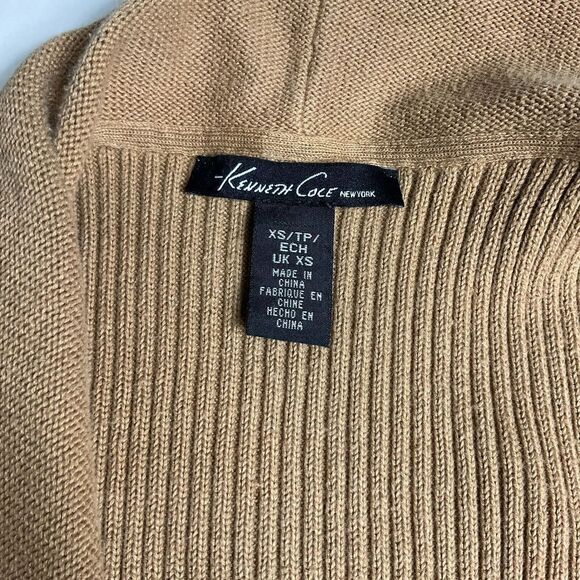 Kenneth Cole NEW YORK
XS/TP/
ECH
UK XS
MADE IN
CHINA
FABRIQUE EN
CHINE
HECHO EN
CHINA